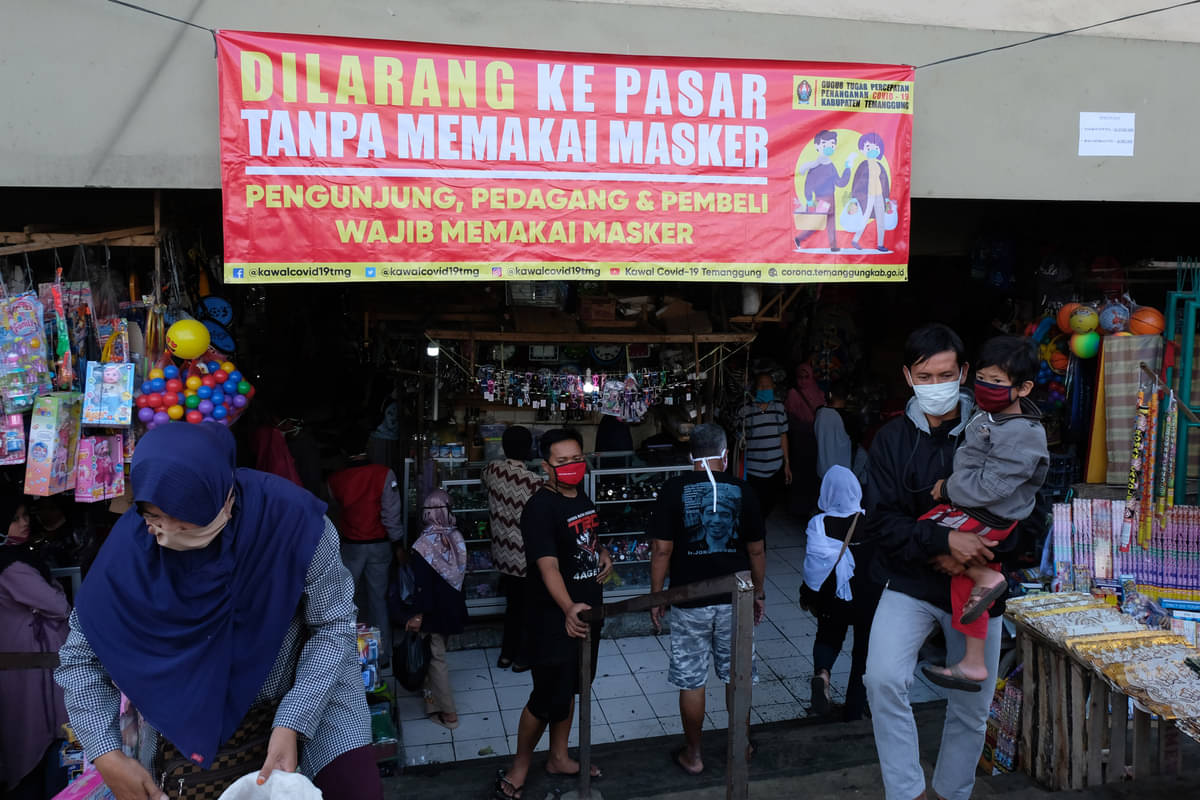 DILARANG KE PASAR
TANPA MEMAKAI MASKER
PENGUNJUNG, PEDAGANG & PEMBELI
WAJIB MEMAKAI MASKER
GUGUS TUGAS PERCEPATAN
PENANGANAN COVID - 19
KABUPATEN TEMANGGUNG
@kawalcovid19tmg @kawalcovid19tmg @kawalcovid19tmg Kawal Covid-19 Temanggung corona.temanggungkab.go.id
4AGE